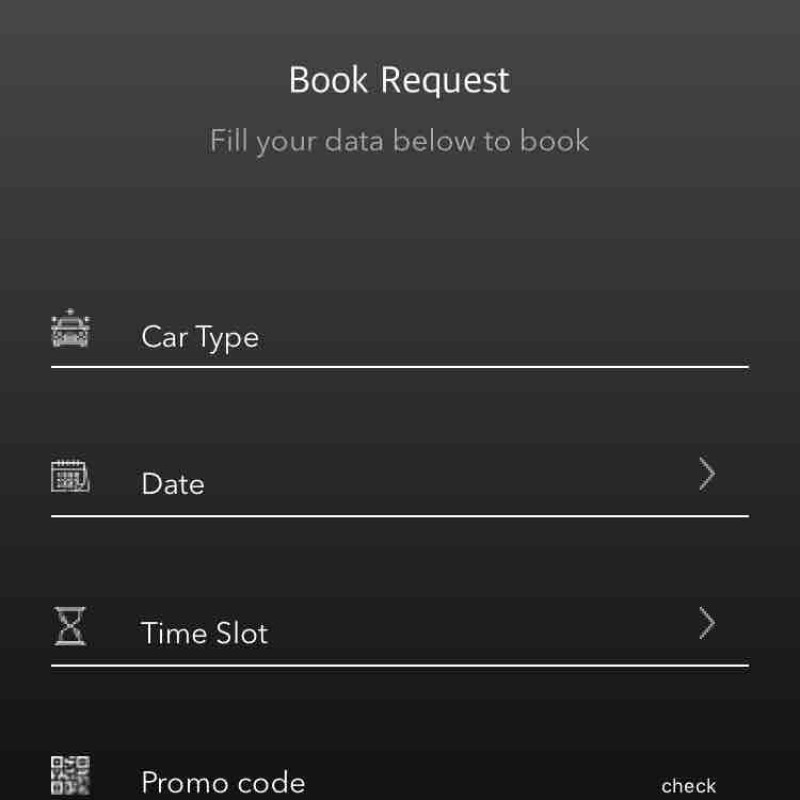 Book Request
Fill your data below to book
Car Type
Date
Time Slot
Promo code check